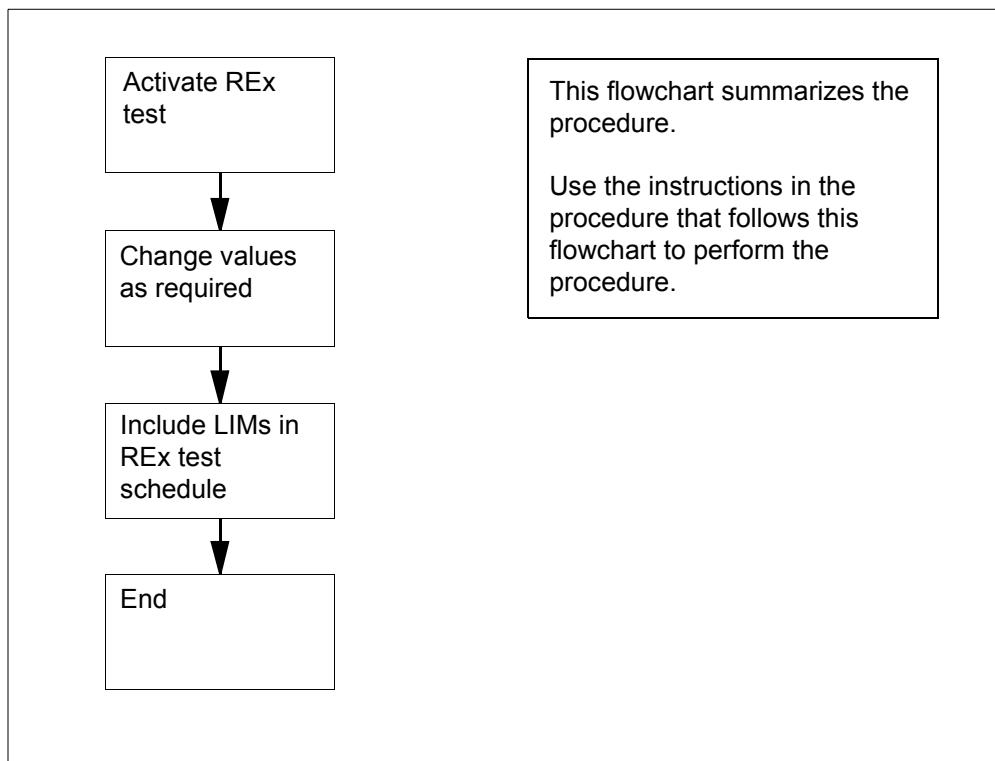 Activate REx
test
Change values
as required
Include LIMs in
REx test
schedule
End
This flowchart summarizes the
procedure.
Use the instructions in the
procedure that follows this
flowchart to perform the
procedure.